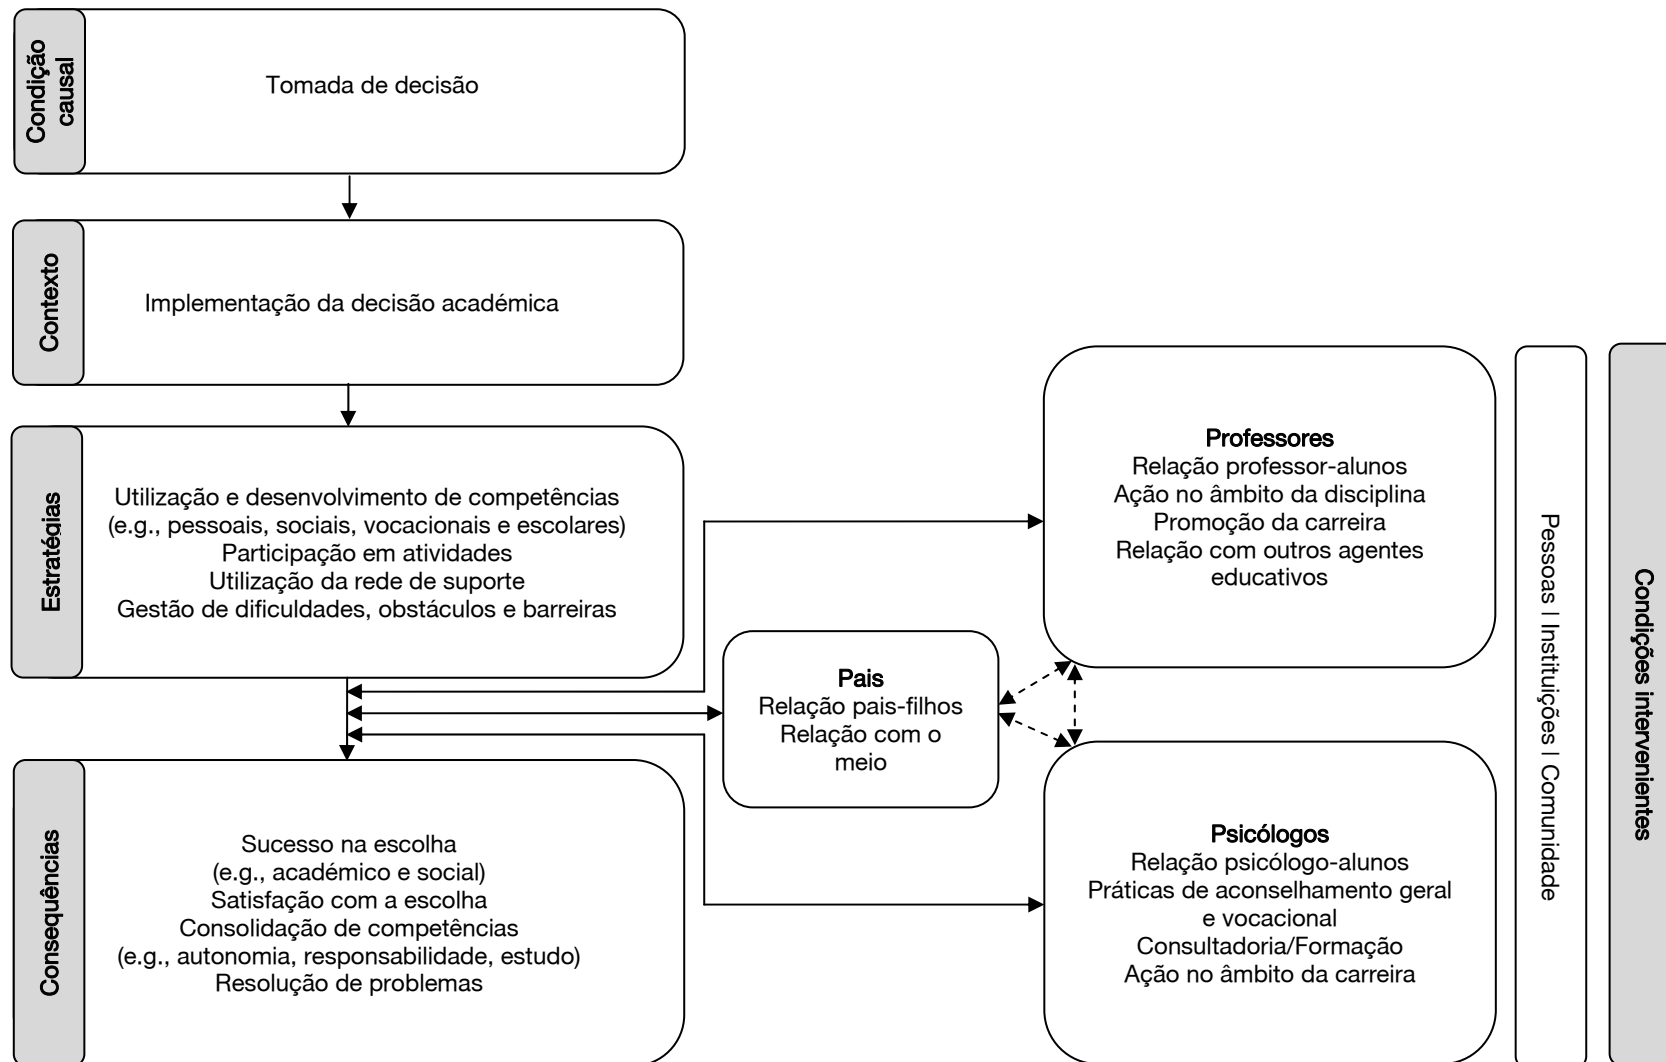 Condição
causal
Tomada de decisão
Contexto
Implementação da decisão académica
Estratégias
Utilização e desenvolvimento de competências
(e.g., pessoais, sociais, vocacionais e escolares)
Participação em atividades
Utilização da rede de suporte
Gestão de dificuldades, obstáculos e barreiras
Consequências
Sucesso na escolha
(e.g., académico e social)
Satisfação com a escolha
Consolidação de competências
(e.g., autonomia, responsabilidade, estudo)
Resolução de problemas
Pais
Relação pais-filhos
Relação com o
meio
Professores
Relação professor-alunos
Ação no âmbito da disciplina
Promoção da carreira
Relação com outros agentes
educativos
Psicólogos
Relação psicólogo-alunos
Práticas de aconselhamento geral
e vocacional
Consultadoria/Formação
Ação no âmbito da carreira
Pessoas | Instituições | Comunidade
Condições intervenientes